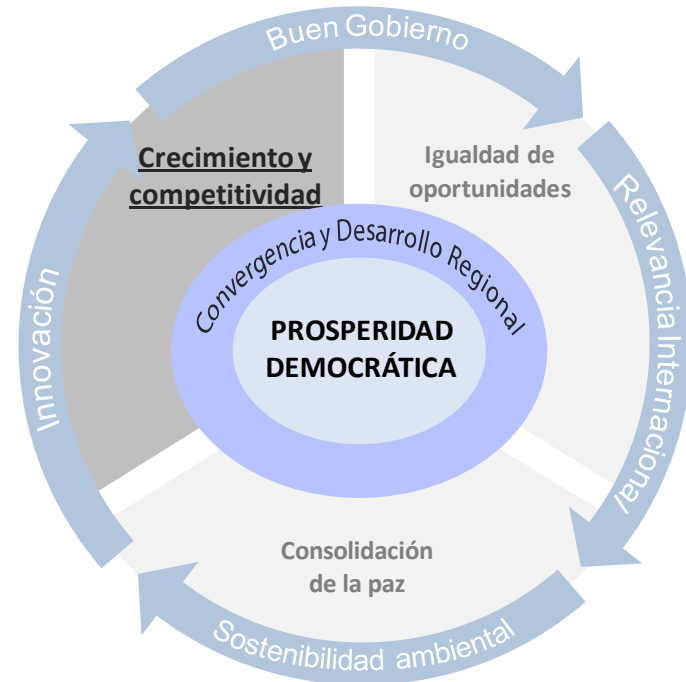 Buen Gobierno
Crecimiento y
competitividad
Igualdad de
oportunidades
Relevancia Internacional
Innovación
Convergencia y Desarrollo Regional
PROSPERIDAD
DEMOCRÁTICA
Consolidación
de la paz
Sostenibilidad ambiental